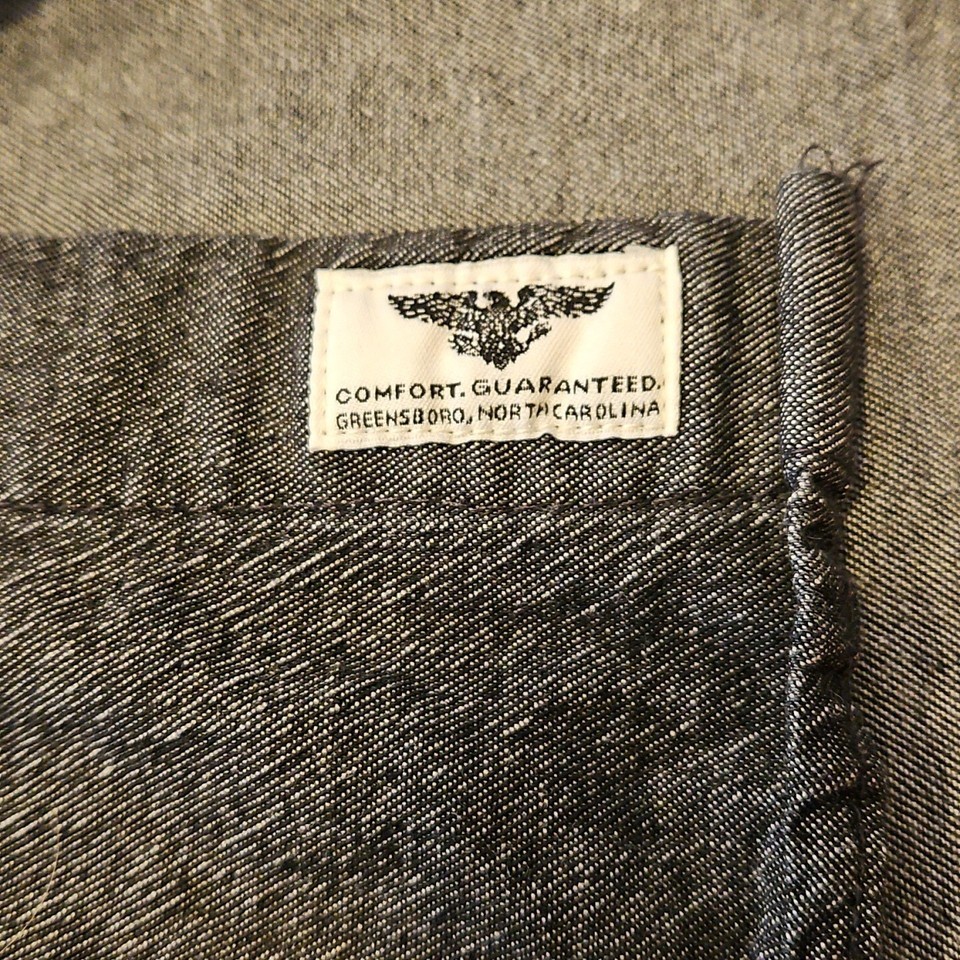 COMFORT. GUARANTEED.
GREENSBORO, NORTH CAROLINA